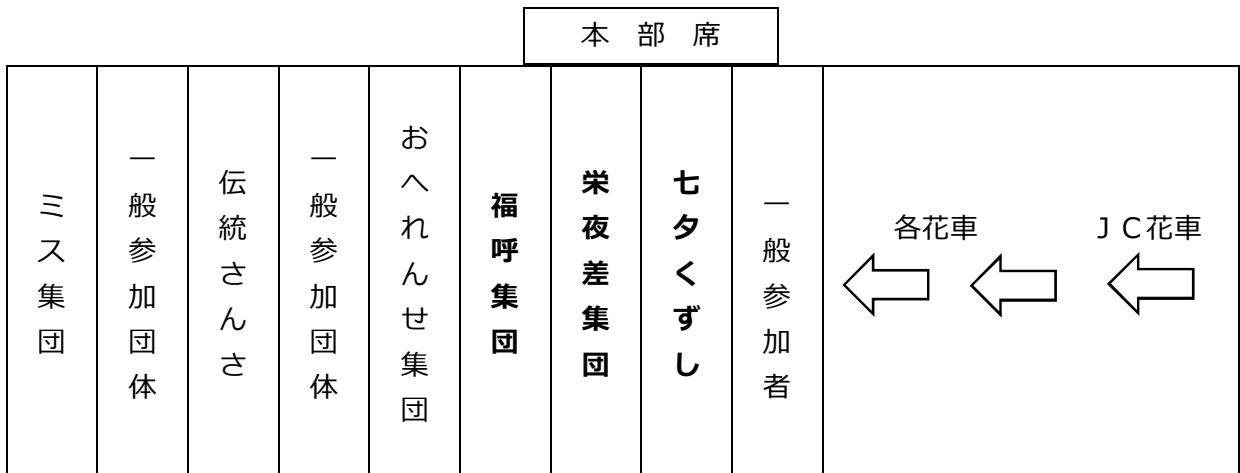 本 部 席
ミス集団
一般参加団体
伝統さんさ
一般参加団体
おへれんせ集団
福呼集団
栄夜差集団
七夕くずし
一般参加者
各花車
ＪＣ花車